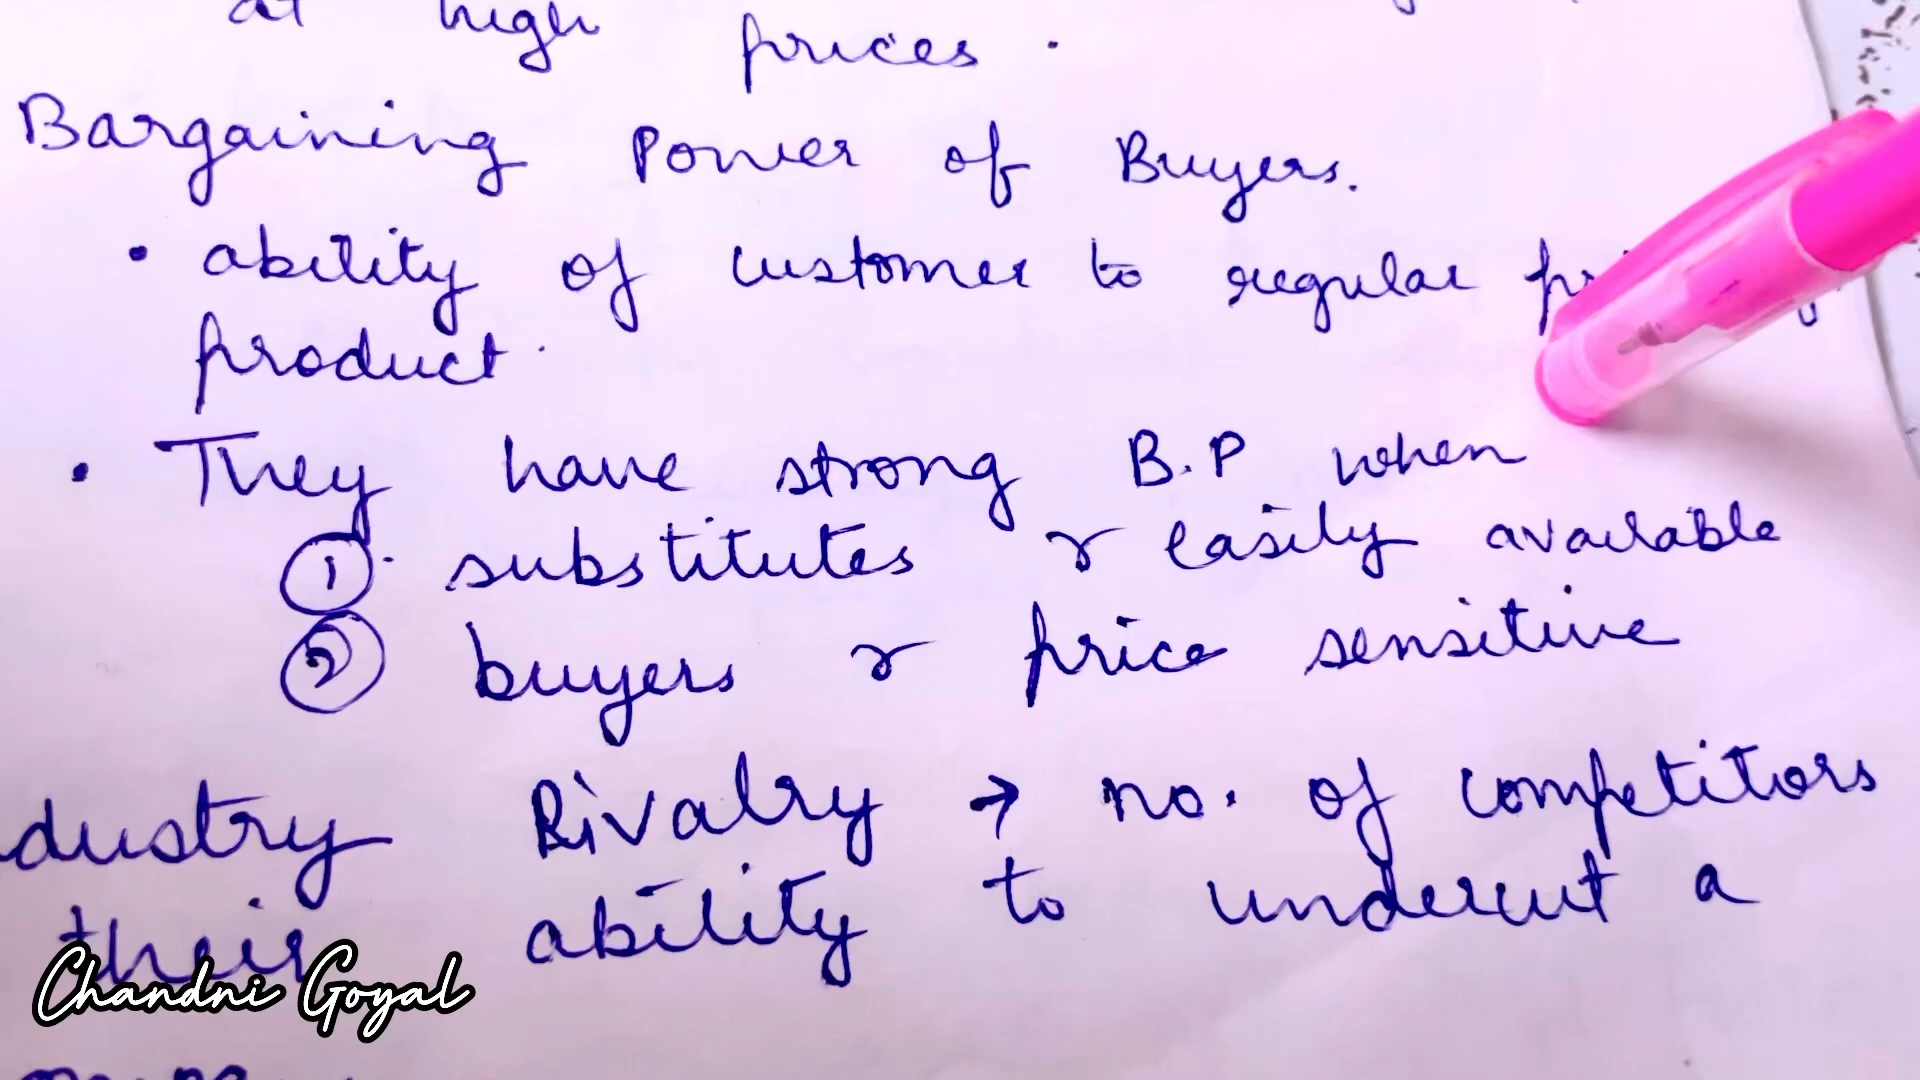 at high prices.
Bargaining Power of Buyers.
• ability of customer to regular
product.
• They have strong B.P when
① substitutes r easily available
② buyers r price sensitive
dustry Rivalry → no. of competitors
their ability to undercut a
Chandni Goyal